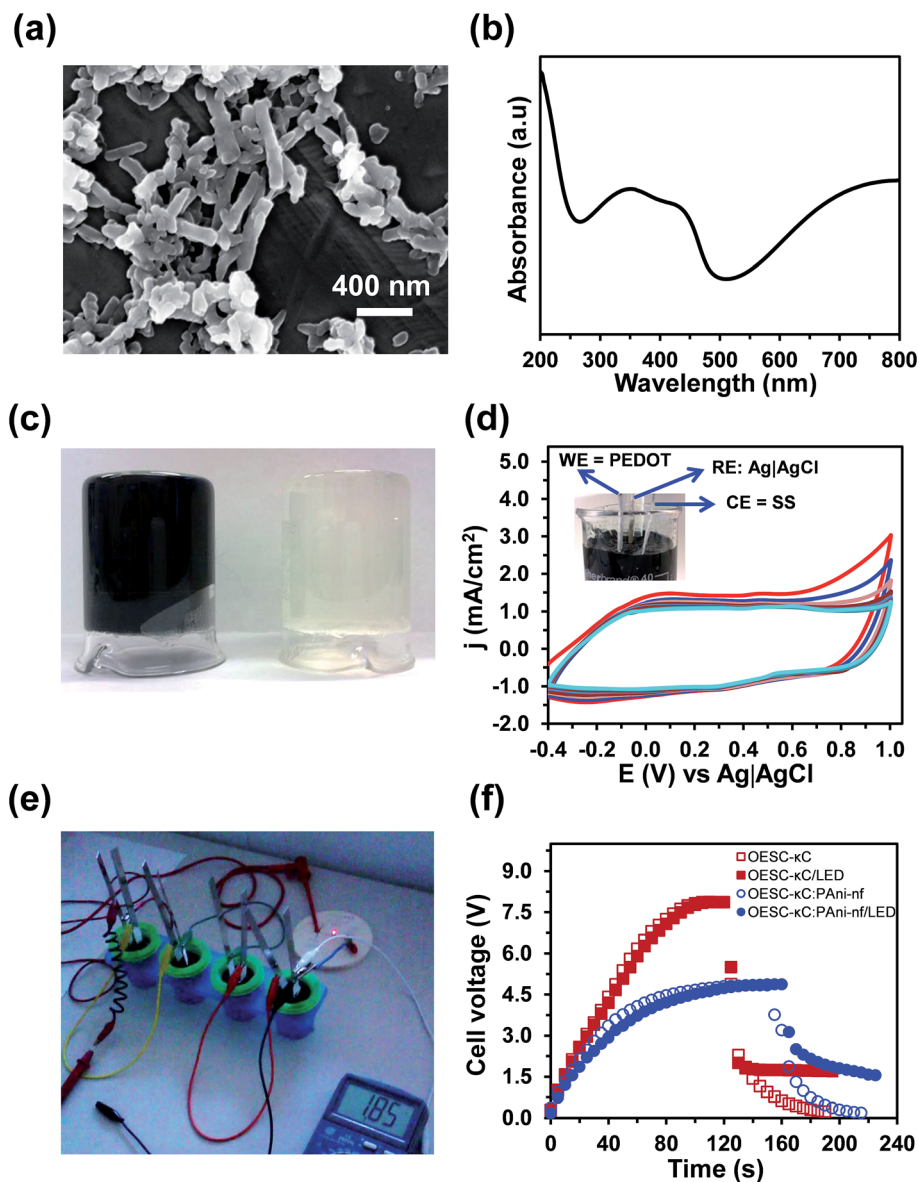 (a)
400 nm
(b)
Absorbance (a.u)
200 300 400 500 600 700 800
Wavelength (nm)
(c)
(d)
WE = PEDOT
RE: Ag|AgCl
CE = SS
5.0
4.0
3.0
2.0
1.0
0.0
-1.0
-2.0
j (mA/cm²)
-0.4 -0.2 0.0 0.2 0.4 0.6 0.8 1.0
E (V) vs Ag|AgCl
(e)
1.85
(f)
OESC-κC
OESC-κC/LED
OESC-κC:PAni-nf
OESC-κC:PAni-nf/LED
9.0
7.5
6.0
4.5
3.0
1.5
0.0
Cell voltage (V)
0 40 80 120 160 200 240
Time (s)